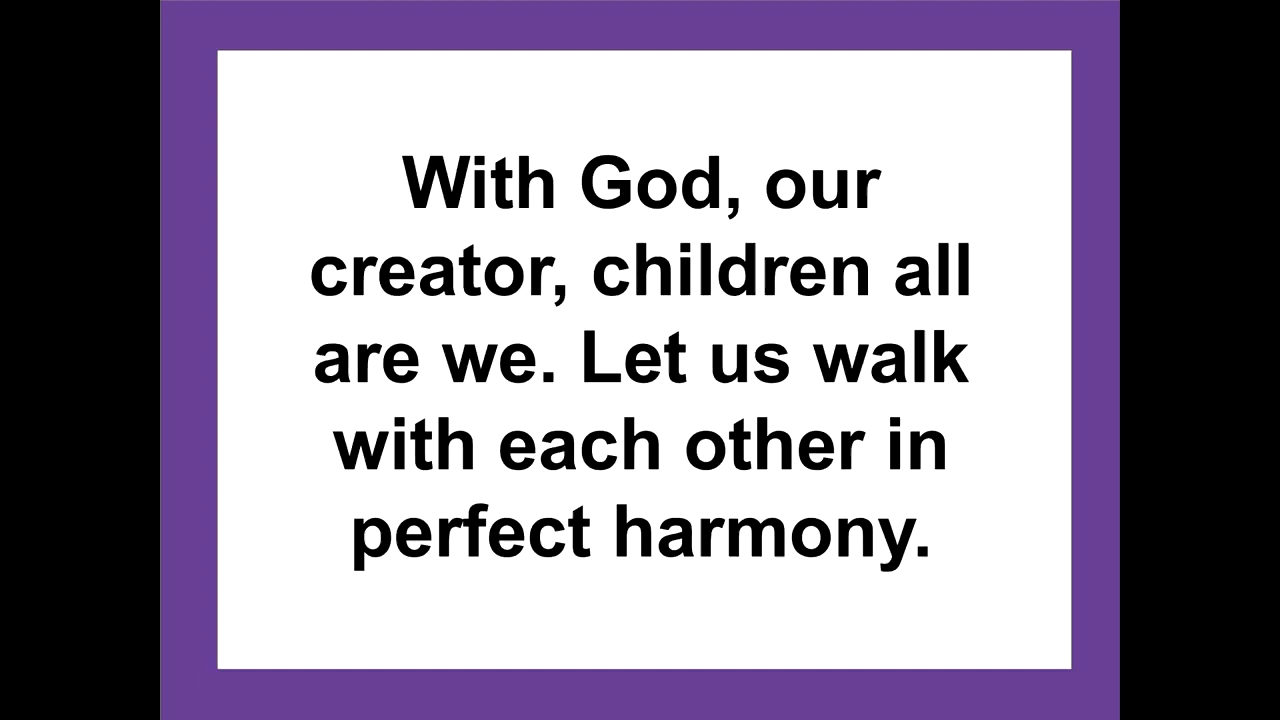 With God, our
creator, children all
are we. Let us walk
with each other in
perfect harmony.